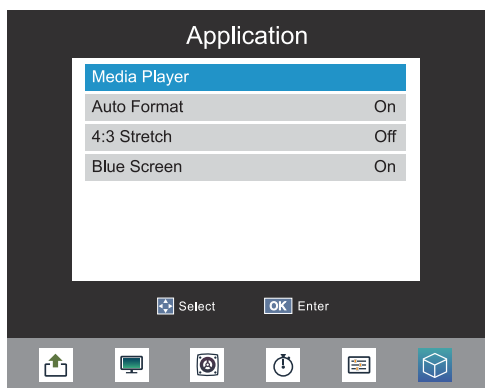 Application
Media Player
Auto Format On
4:3 Stretch Off
Blue Screen On
Select OK Enter